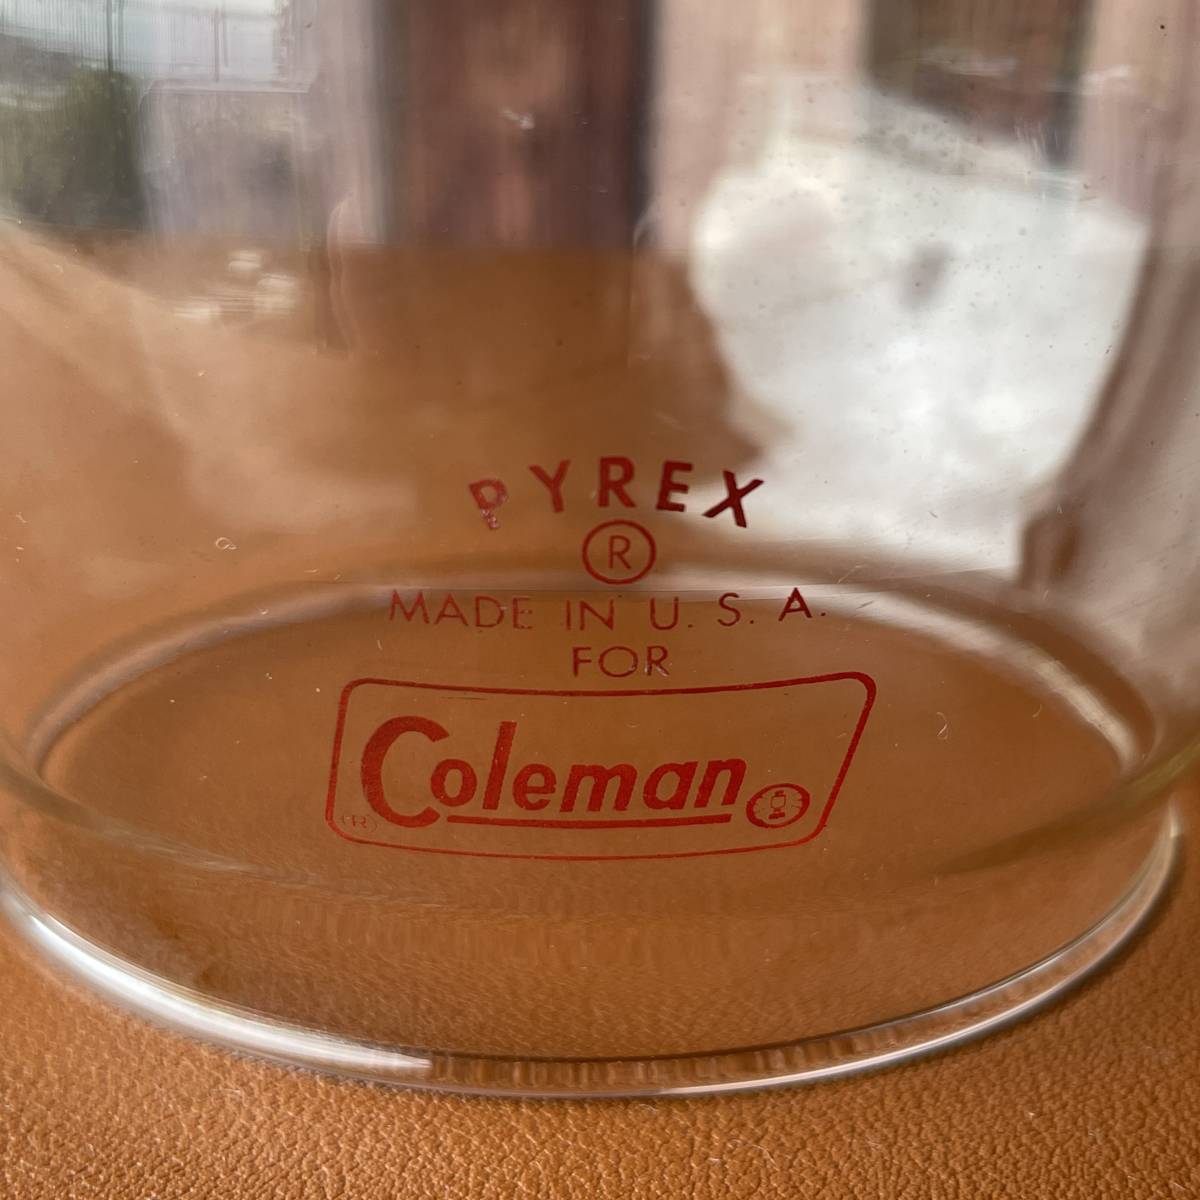 PYREX
®
MADE IN U. S. A.
FOR
Coleman
(R)